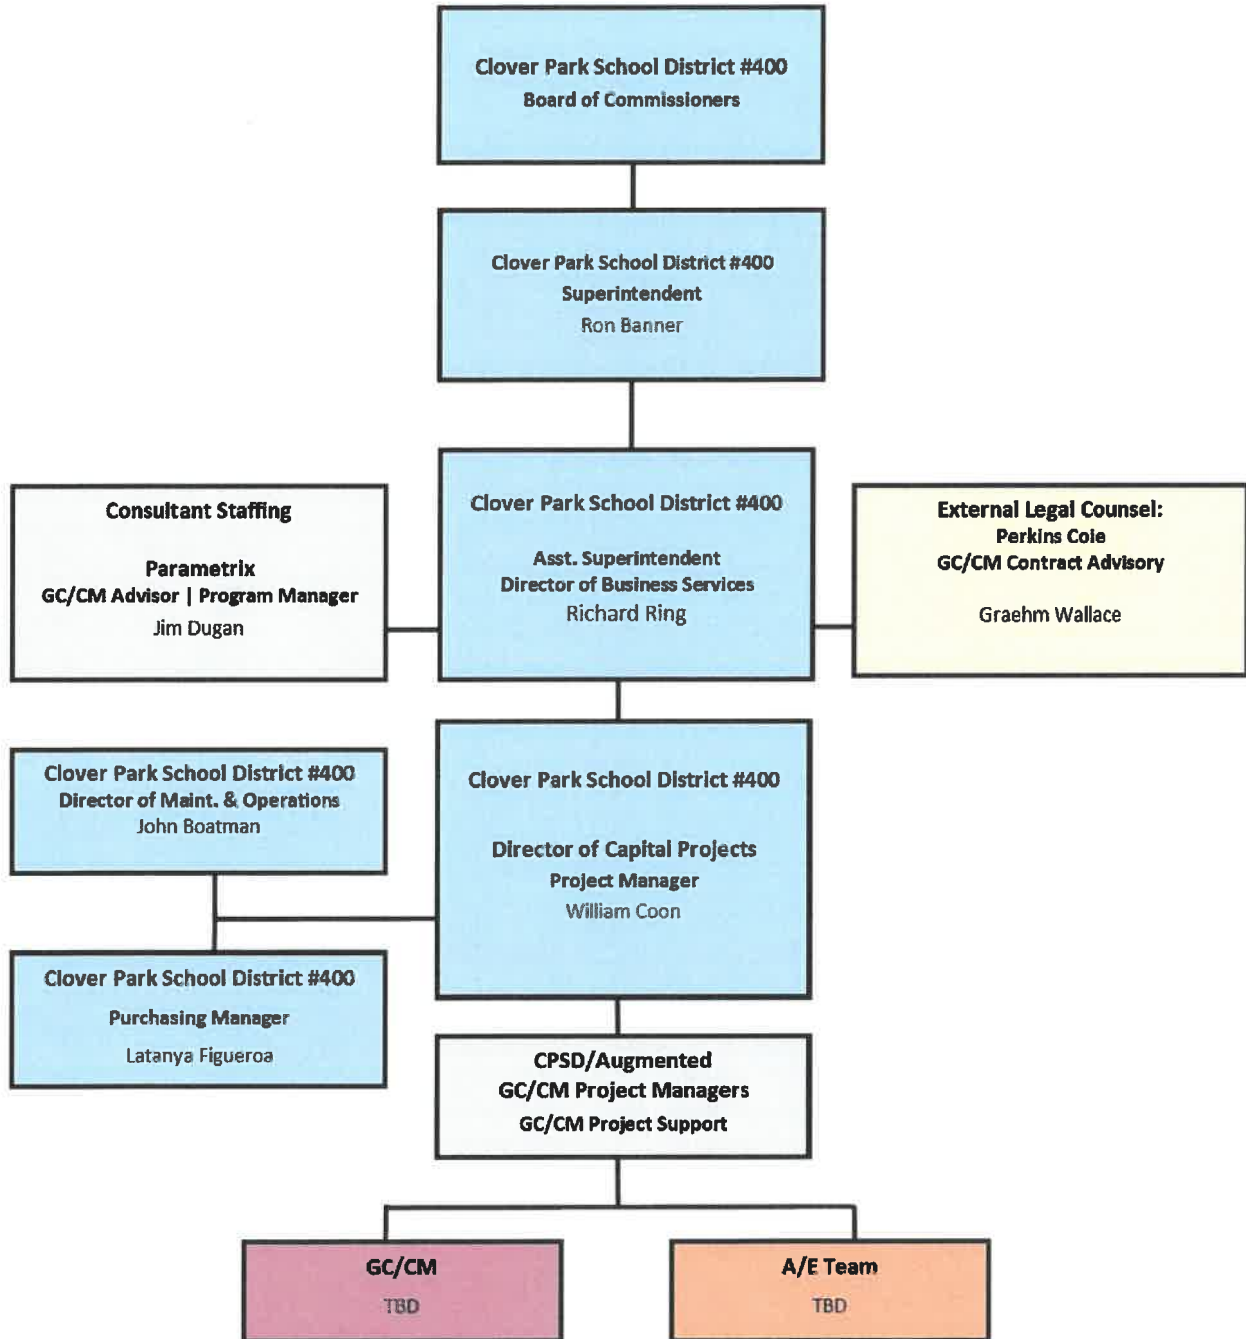 Clover Park School District #400
Board of Commissioners
Clover Park School District #400
Superintendent
Ron Banner
Consultant Staffing
Parametrix
GC/CM Advisor | Program Manager
Jim Dugan
Clover Park School District #400
Asst. Superintendent
Director of Business Services
Richard Ring
External Legal Counsel:
Perkins Coie
GC/CM Contract Advisory
Graehm Wallace
Clover Park School District #400
Director of Maint. & Operations
John Boatman
Clover Park School District #400
Director of Capital Projects
Project Manager
William Coon
Clover Park School District #400
Purchasing Manager
Latanya Figueroa
CPSD/Augmented
GC/CM Project Managers
GC/CM Project Support
GC/CM
TBD
A/E Team
TBD